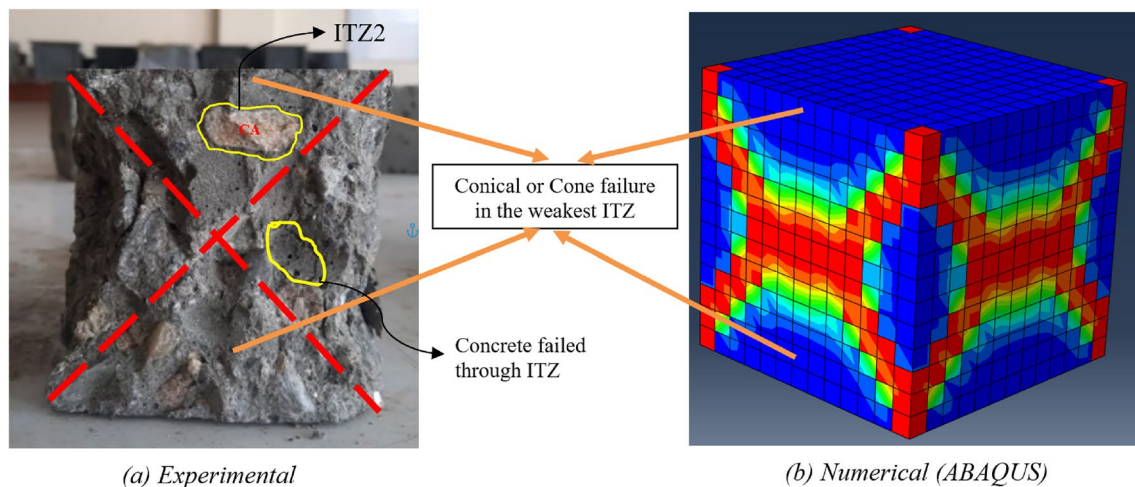 ITZ2
CA
Conical or Cone failure
in the weakest ITZ
Concrete failed
through ITZ
(a) Experimental
(b) Numerical (ABAQUS)